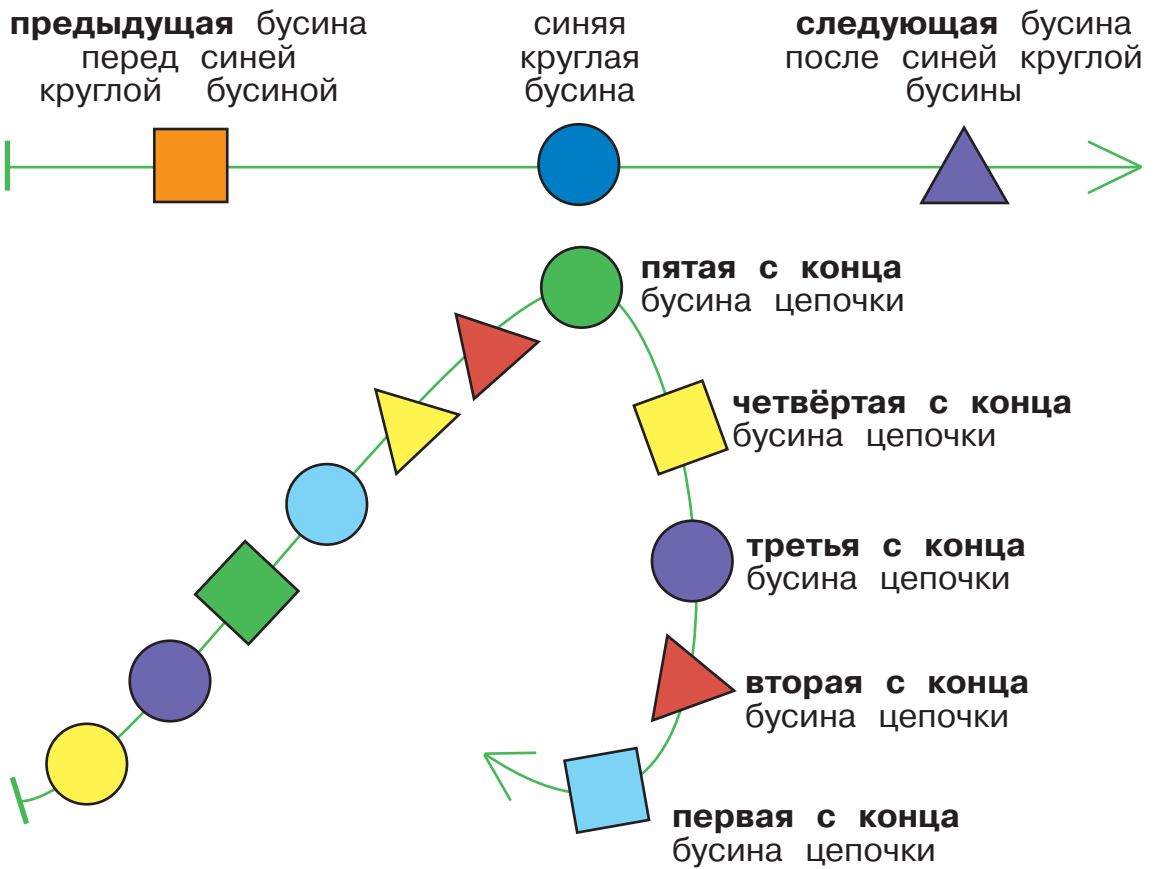 предыдущая бусина
перед синей
круглой бусиной
синяя
круглая
бусина
следующая бусина
после синей круглой
бусины
пятая с конца
бусина цепочки
четвёртая с конца
бусина цепочки
третья с конца
бусина цепочки
вторая с конца
бусина цепочки
первая с конца
бусина цепочки